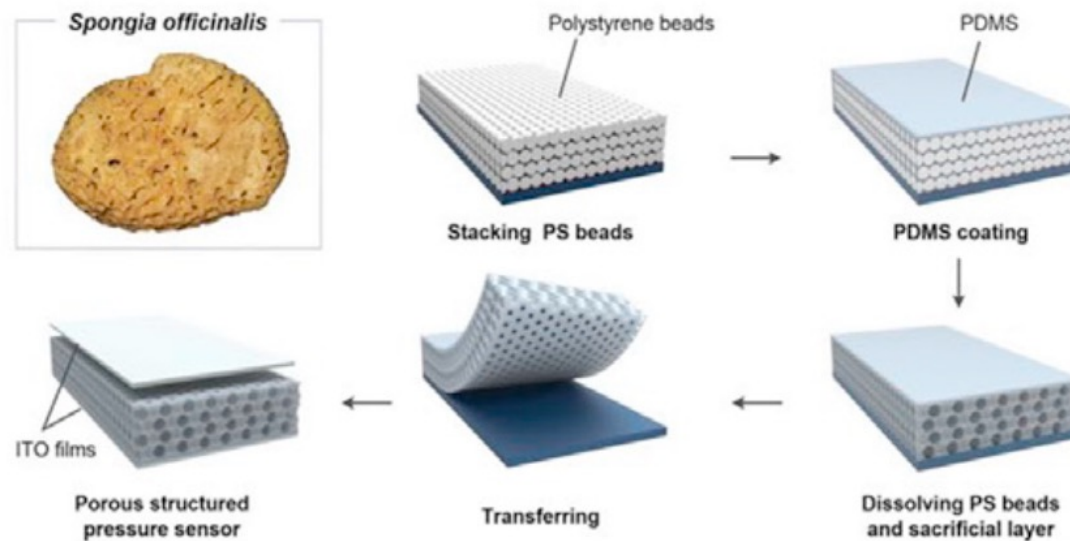 Spongia officinalis
Polystyrene beads
PDMS
Stacking PS beads
PDMS coating
ITO films
Porous structured
pressure sensor
Transferring
Dissolving PS beads
and sacrificial layer